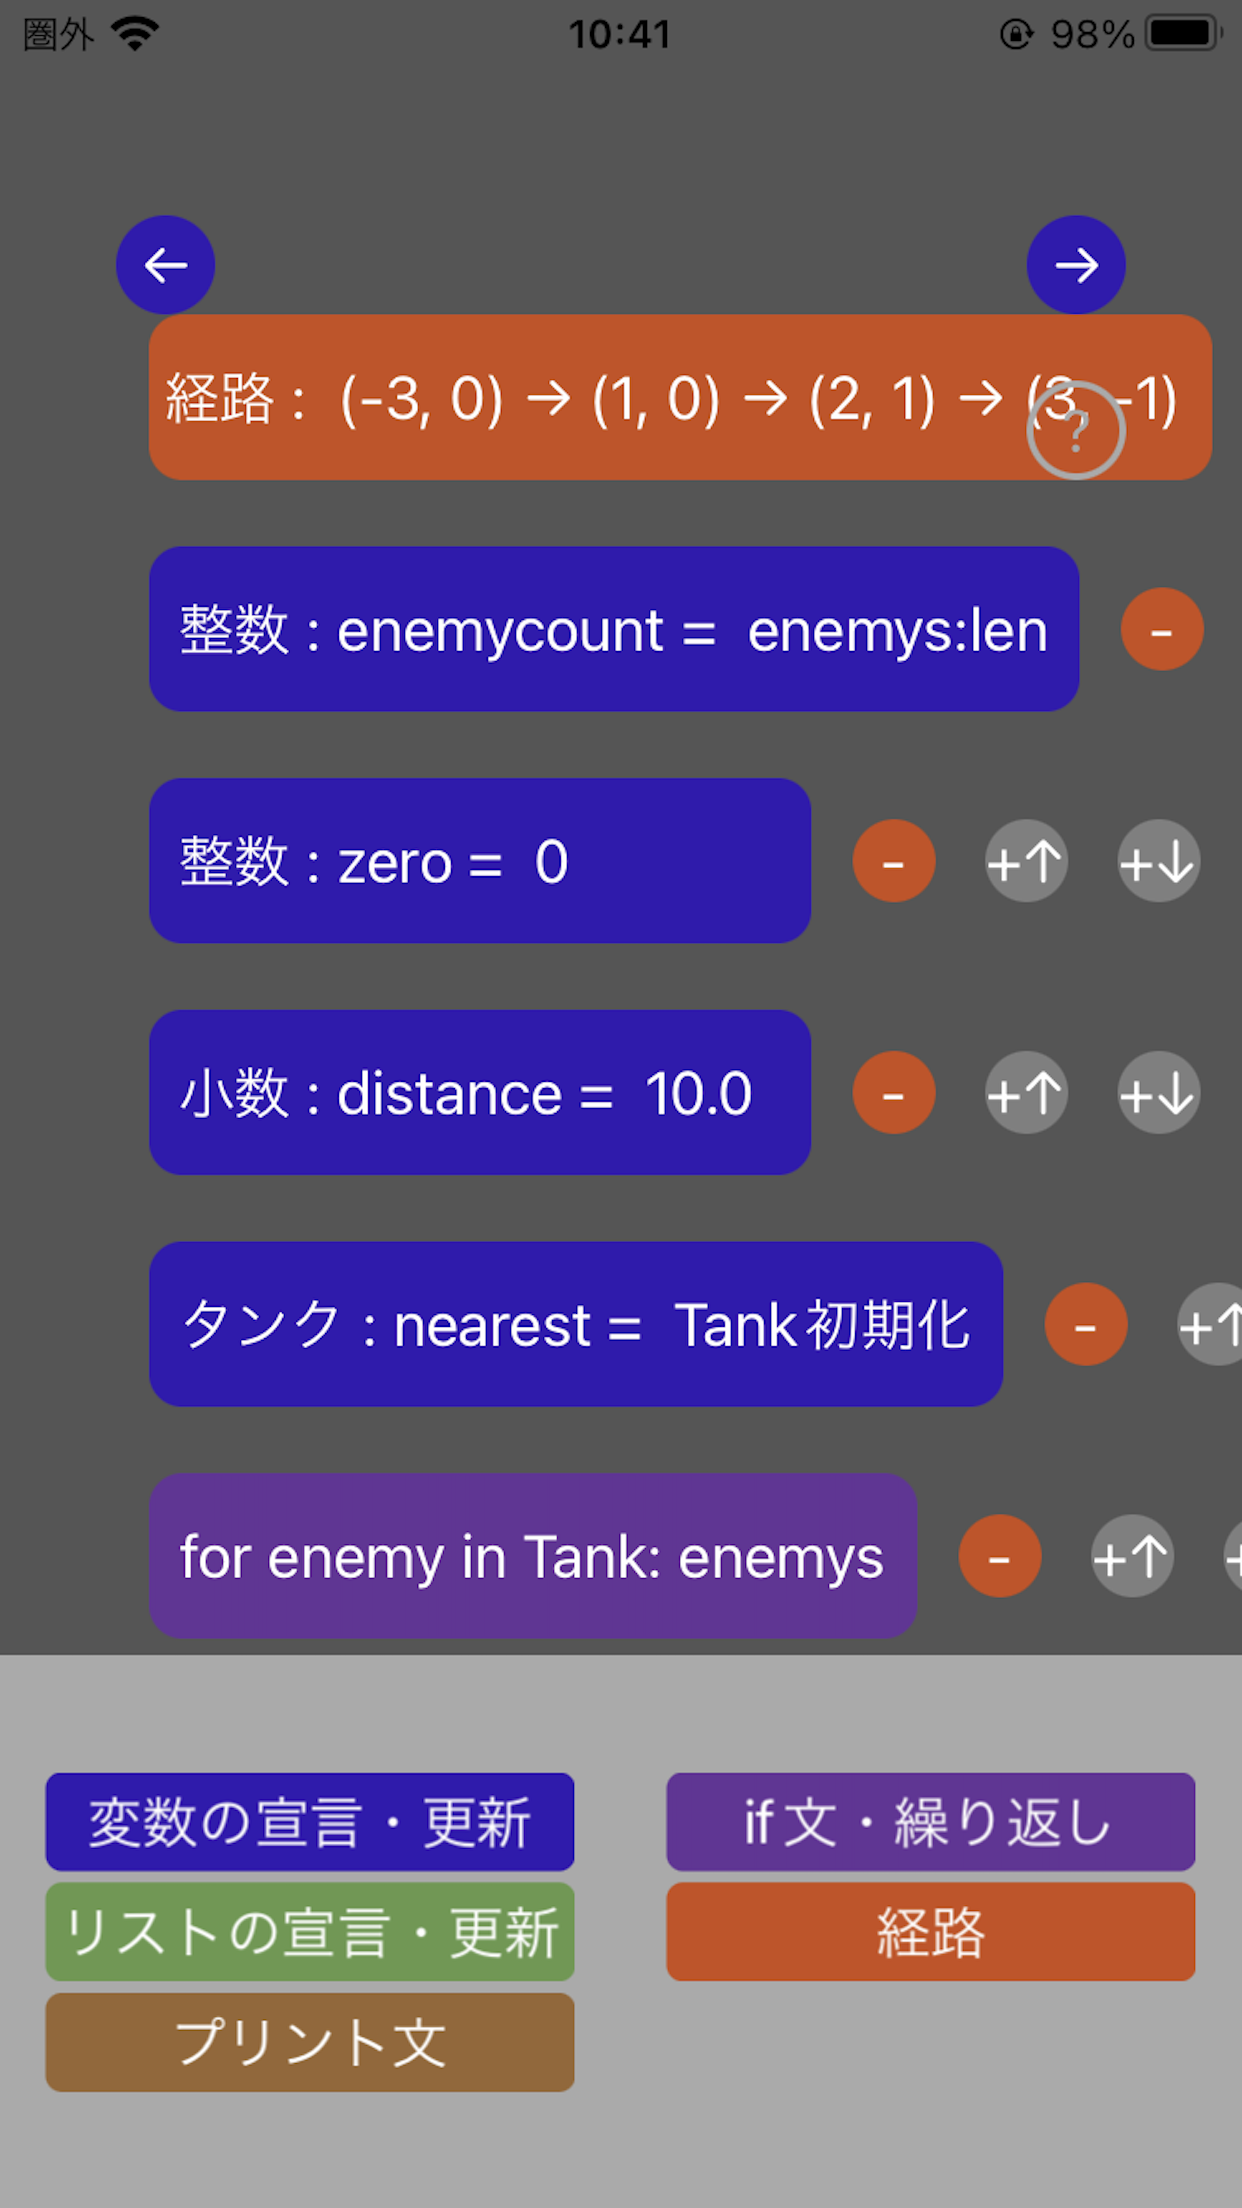 圏外 10:41 98%
← →
経路： (-3, 0) → (1, 0) → (2, 1) → (3, -1)
?
整数 : enemycount = enemys:len -
整数 : zero = 0 - +↑ +↓
小数 : distance = 10.0 - +↑ +↓
タンク : nearest = Tank初期化 - +↑
for enemy in Tank: enemys - +↑ +
変数の宣言・更新 if文・繰り返し
リストの宣言・更新 経路
プリント文